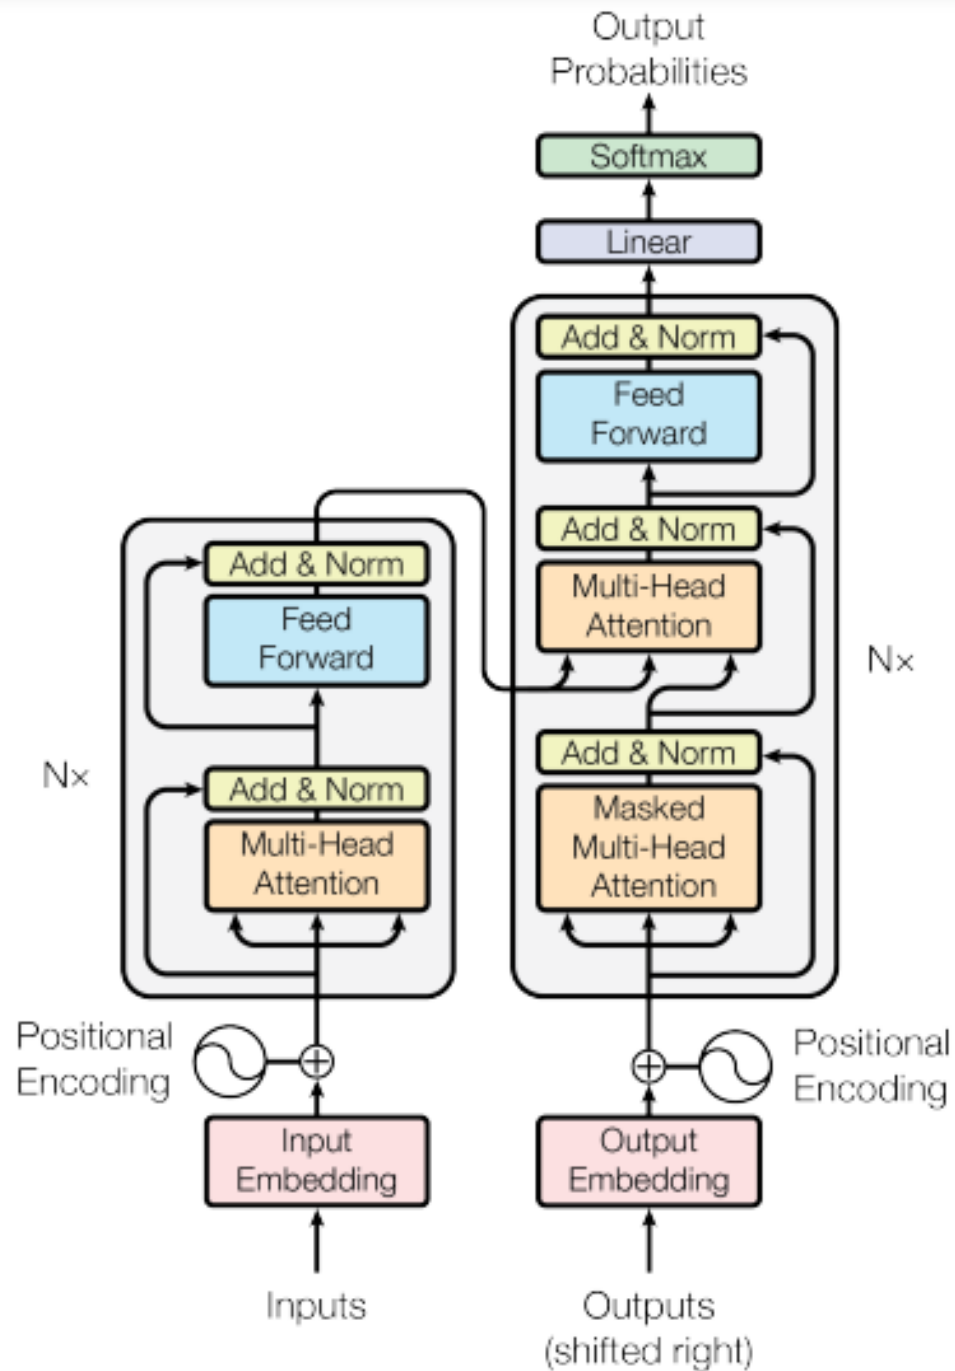 Output
Probabilities
Softmax
Linear
Add & Norm
Feed
Forward
Add & Norm
Multi-Head
Attention
Nx
Add & Norm
Masked
Multi-Head
Attention
Add & Norm
Feed
Forward
Nx
Add & Norm
Multi-Head
Attention
Positional
Encoding
Positional
Encoding
Input
Embedding
Output
Embedding
Inputs
Outputs
(shifted right)